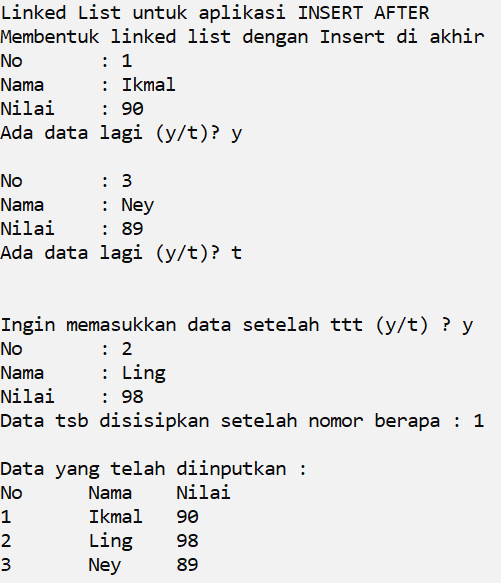 Linked List untuk aplikasi INSERT AFTER
Membentuk linked list dengan Insert di akhir
No : 1
Nama : Ikmal
Nilai : 90
Ada data lagi (y/t)? y
No : 3
Nama : Ney
Nilai : 89
Ada data lagi (y/t)? t
Ingin memasukkan data setelah ttt (y/t) ? y
No : 2
Nama : Ling
Nilai : 98
Data tsb disisipkan setelah nomor berapa : 1
Data yang telah diinputkan :
No Nama Nilai
1 Ikmal 90
2 Ling 98
3 Ney 89